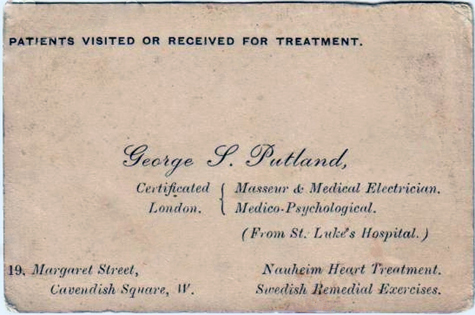 PATIENTS VISITED OR RECEIVED FOR TREATMENT.
George S. Putland,
Certificated { Masseur & Medical Electrician.
London. Medico-Psychological.
(From St. Luke's Hospital.)
19, Margaret Street, Nauheim Heart Treatment.
Cavendish Square, W. Swedish Remedial Exercises.